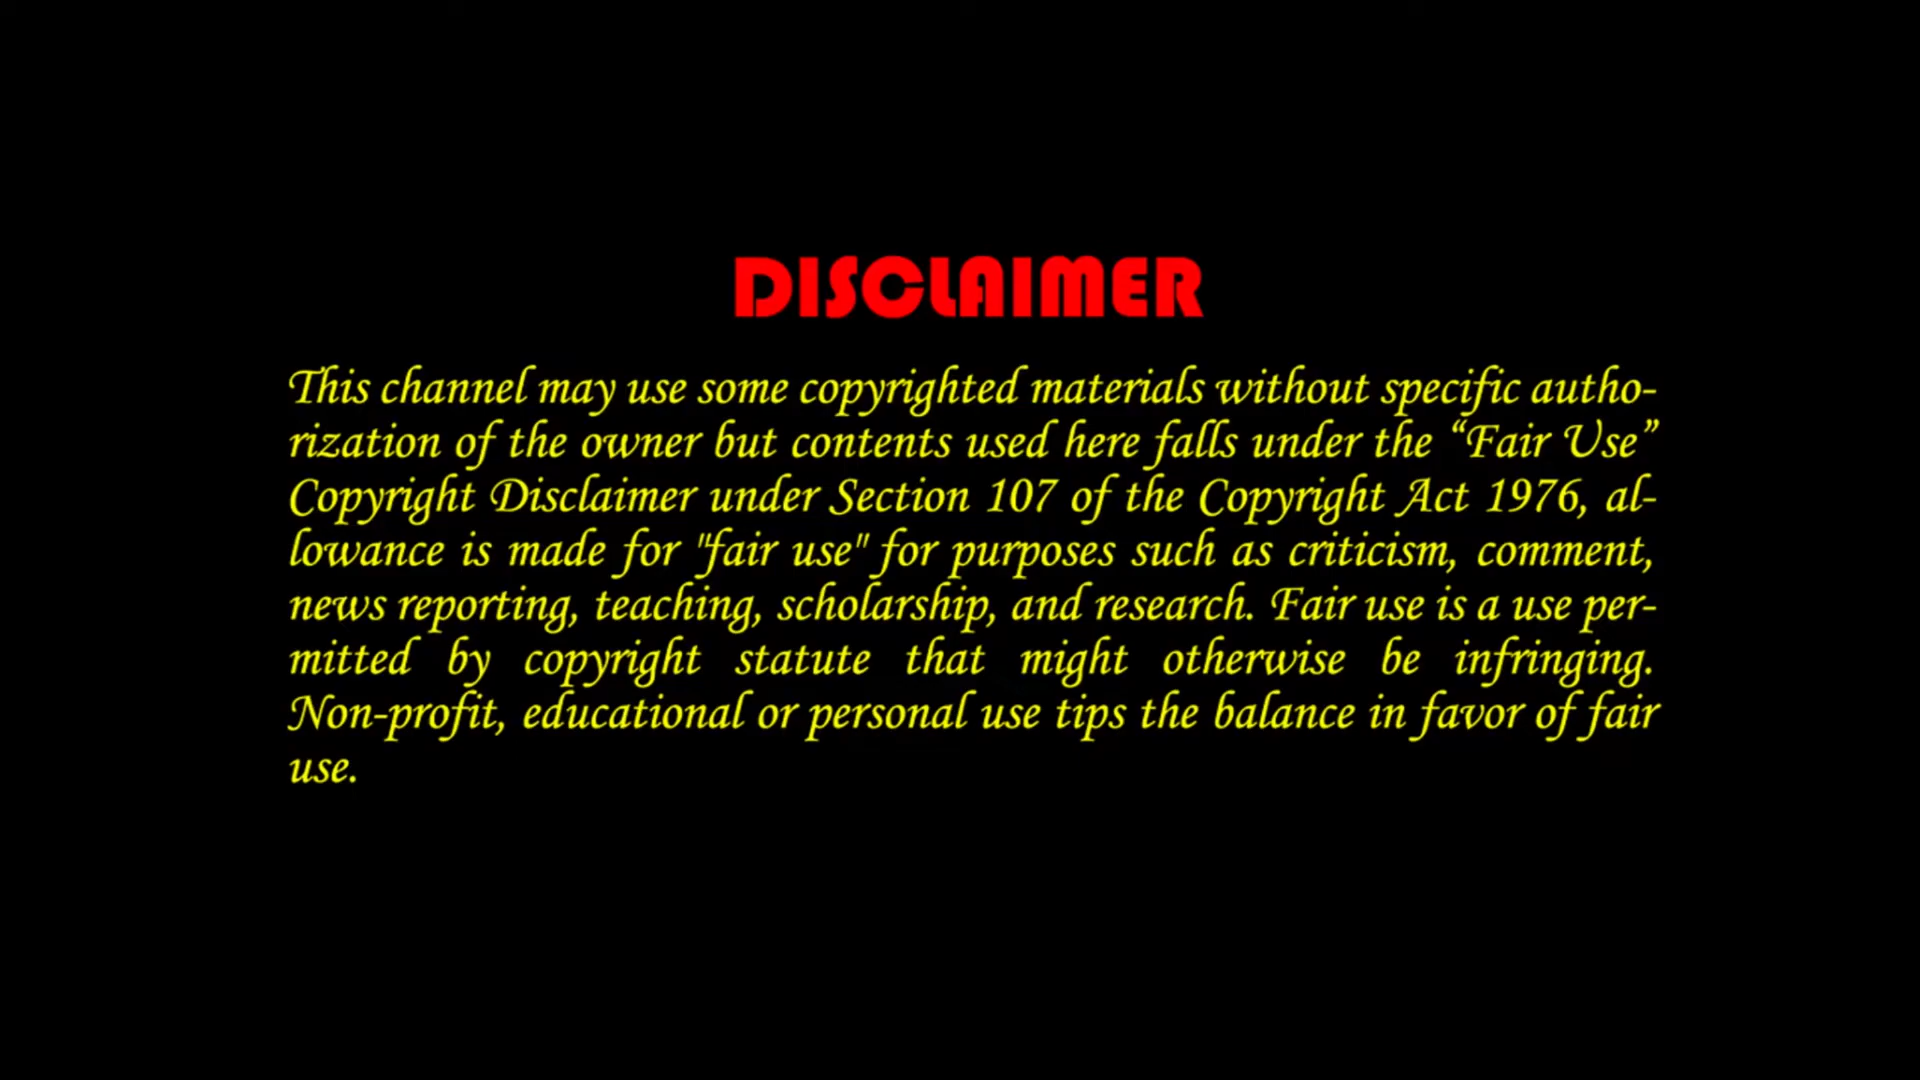 DISCLAIMER
This channel may use some copyrighted materials without specific autho-
rization of the owner but contents used here falls under the “Fair Use”
Copyright Disclaimer under Section 107 of the Copyright Act 1976, al-
lowance is made for "fair use" for purposes such as criticism, comment,
news reporting, teaching, scholarship, and research. Fair use is a use per-
mitted by copyright statute that might otherwise be infringing.
Non-profit, educational or personal use tips the balance in favor of fair
use.